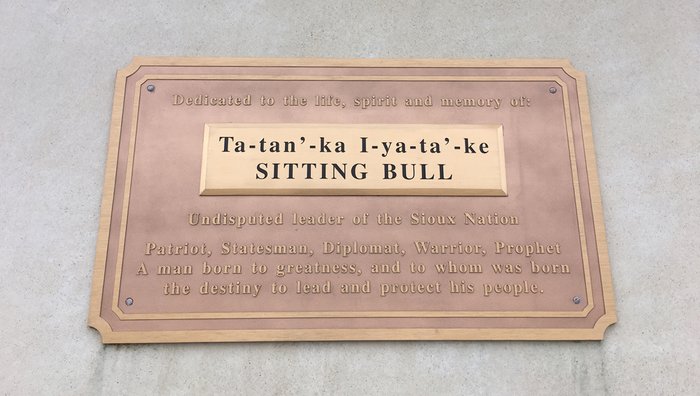 Dedicated to the life, spirit and memory of:
Ta-tan’-ka I-ya-ta’-ke
SITTING BULL
Undisputed leader of the Sioux Nation
Patriot, Statesman, Diplomat, Warrior, Prophet
A man born to greatness, and to whom was born
the destiny to lead and protect his people.